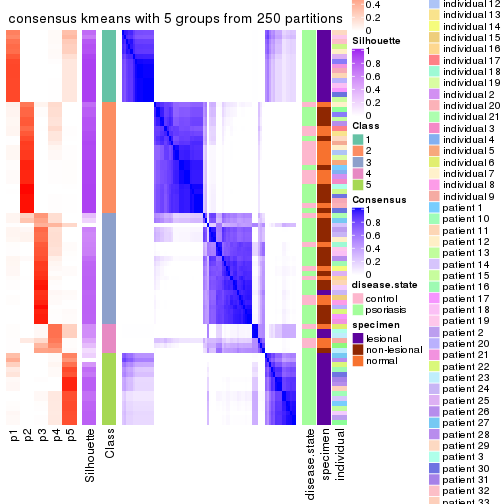 consensus kmeans with 5 groups from 250 partitions
p1
p2
p3
p4
p5
Silhouette
Class
disease.state
specimen
individual
0.4
0.2
0
Silhouette
1
0.8
0.6
0.4
0.2
0
Class
1
2
3
4
5
Consensus
1
0.8
0.6
0.4
0.2
0
disease.state
control
psoriasis
specimen
lesional
non-lesional
normal
individual 12
individual 13
individual 14
individual 15
individual 16
individual 17
individual 18
individual 19
individual 2
individual 20
individual 21
individual 3
individual 4
individual 5
individual 6
individual 7
individual 8
individual 9
patient 1
patient 10
patient 11
patient 12
patient 13
patient 14
patient 15
patient 16
patient 17
patient 18
patient 19
patient 2
patient 20
patient 21
patient 22
patient 23
patient 24
patient 25
patient 26
patient 27
patient 28
patient 29
patient 3
patient 30
patient 31
patient 32
patient 33